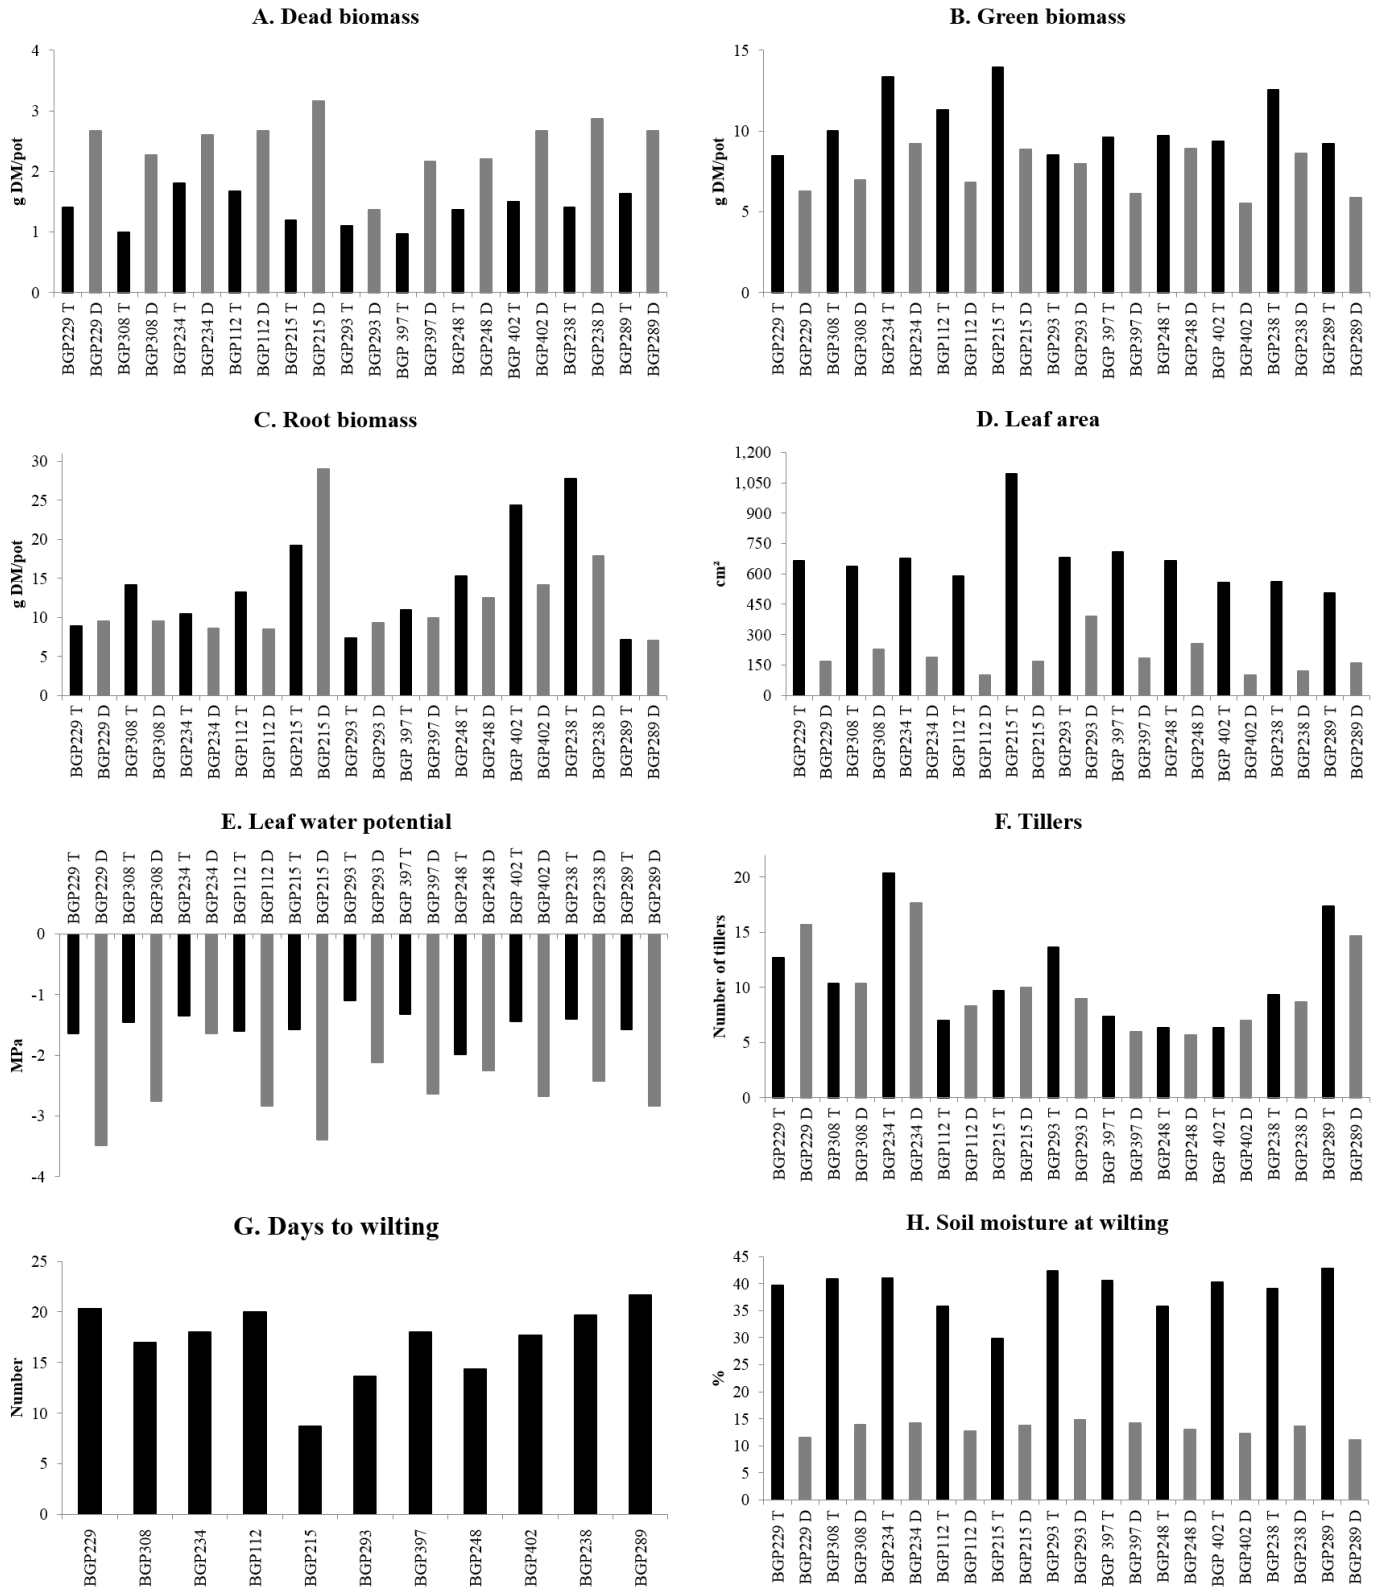 A. Dead biomass
4
3
2
1
0
g DM/pot
BGP229 T
BGP229 D
BGP308 T
BGP308 D
BGP234 T
BGP234 D
BGP112 T
BGP112 D
BGP215 T
BGP215 D
BGP293 T
BGP293 D
BGP 397 T
BGP397 D
BGP248 T
BGP248 D
BGP 402 T
BGP402 D
BGP238 T
BGP238 D
BGP289 T
BGP289 D
B. Green biomass
15
10
5
0
g DM/pot
BGP229 T
BGP229 D
BGP308 T
BGP308 D
BGP234 T
BGP234 D
BGP112 T
BGP112 D
BGP215 T
BGP215 D
BGP293 T
BGP293 D
BGP 397 T
BGP397 D
BGP248 T
BGP248 D
BGP 402 T
BGP402 D
BGP238 T
BGP238 D
BGP289 T
BGP289 D
C. Root biomass
30
25
20
15
10
5
0
g DM/pot
BGP229 T
BGP229 D
BGP308 T
BGP308 D
BGP234 T
BGP234 D
BGP112 T
BGP112 D
BGP215 T
BGP215 D
BGP293 T
BGP293 D
BGP 397 T
BGP397 D
BGP248 T
BGP248 D
BGP 402 T
BGP402 D
BGP238 T
BGP238 D
BGP289 T
BGP289 D
D. Leaf area
1,200
1,050
900
750
600
450
300
150
0
cm²
BGP229 T
BGP229 D
BGP308 T
BGP308 D
BGP234 T
BGP234 D
BGP112 T
BGP112 D
BGP215 T
BGP215 D
BGP293 T
BGP293 D
BGP 397 T
BGP397 D
BGP248 T
BGP248 D
BGP 402 T
BGP402 D
BGP238 T
BGP238 D
BGP289 T
BGP289 D
E. Leaf water potential
BGP229 T
BGP229 D
BGP308 T
BGP308 D
BGP234 T
BGP234 D
BGP112 T
BGP112 D
BGP215 T
BGP215 D
BGP293 T
BGP293 D
BGP 397 T
BGP397 D
BGP248 T
BGP248 D
BGP 402 T
BGP402 D
BGP238 T
BGP238 D
BGP289 T
BGP289 D
0
-1
-2
-3
-4
MPa
F. Tillers
20
15
10
5
0
Number of tillers
BGP229 T
BGP229 D
BGP308 T
BGP308 D
BGP234 T
BGP234 D
BGP112 T
BGP112 D
BGP215 T
BGP215 D
BGP293 T
BGP293 D
BGP 397 T
BGP397 D
BGP248 T
BGP248 D
BGP 402 T
BGP402 D
BGP238 T
BGP238 D
BGP289 T
BGP289 D
G. Days to wilting
25
20
15
10
5
0
Number
BGP229
BGP308
BGP234
BGP112
BGP215
BGP293
BGP397
BGP248
BGP402
BGP238
BGP289
H. Soil moisture at wilting
45
40
35
30
25
20
15
10
5
0
%
BGP229 T
BGP229 D
BGP308 T
BGP308 D
BGP234 T
BGP234 D
BGP112 T
BGP112 D
BGP215 T
BGP215 D
BGP293 T
BGP293 D
BGP 397 T
BGP397 D
BGP248 T
BGP248 D
BGP 402 T
BGP402 D
BGP238 T
BGP238 D
BGP289 T
BGP289 D